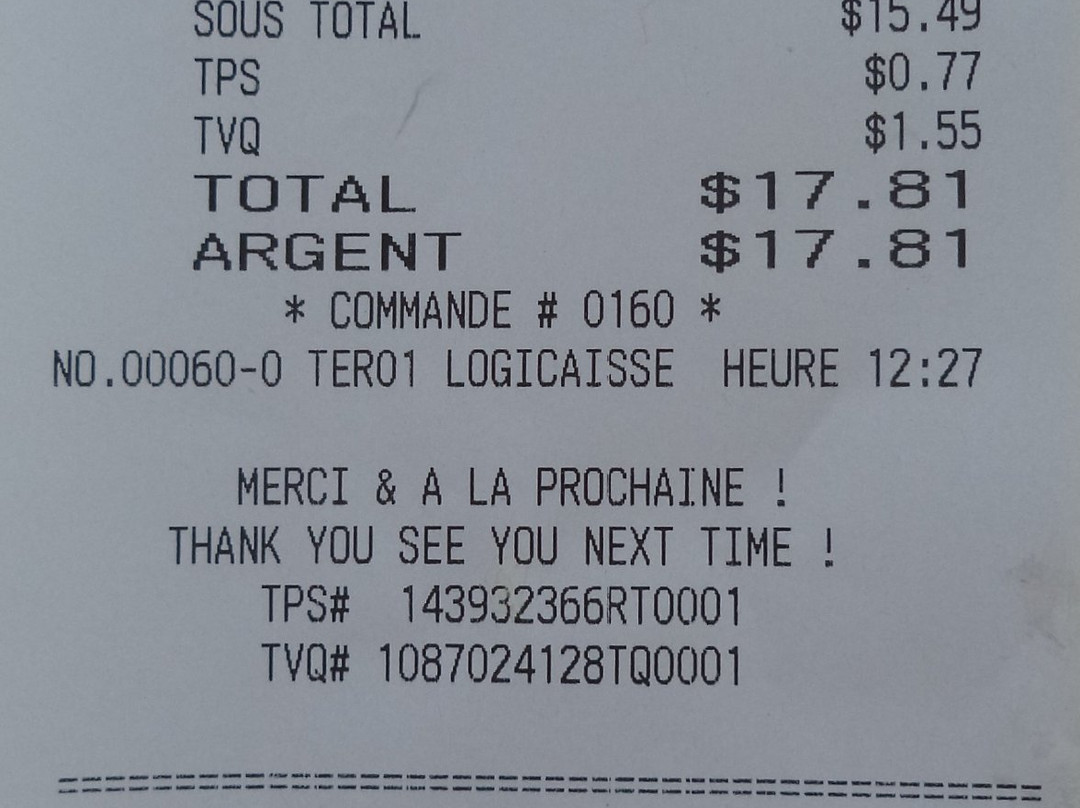 SOUS TOTAL $15.49
TPS $0.77
TVQ $1.55
TOTAL $17.81
ARGENT $17.81
* COMMANDE # 0160 *
NO.00060-0 TER01 LOGICAISSE HEURE 12:27
MERCI & A LA PROCHAINE !
THANK YOU SEE YOU NEXT TIME !
TPS# 143932366RT0001
TVQ# 1087024128TQ0001